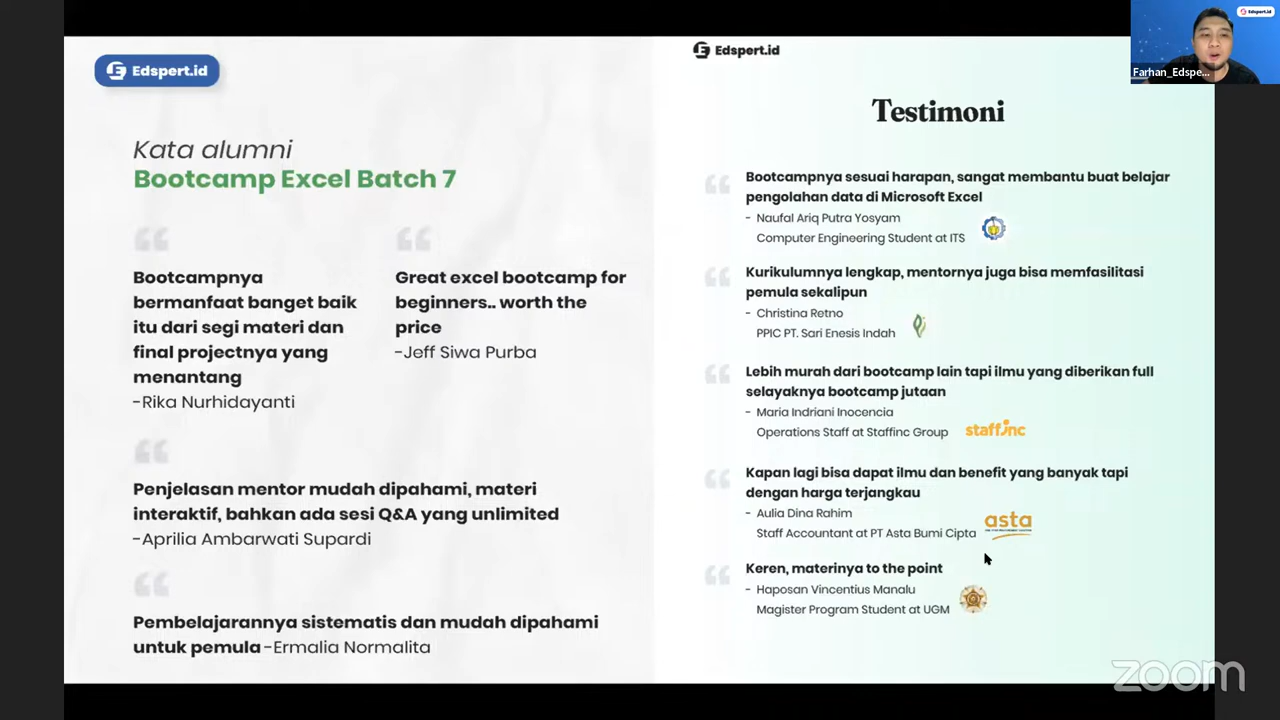 Edspert.id
Kata alumni
Bootcamp Excel Batch 7
Bootcampnya
bermanfaat banget baik
itu dari segi materi dan
final projectnya yang
menantang
-Rika Nurhidayanti
Great excel bootcamp for
beginners.. worth the
price
-Jeff Siwa Purba
Penjelasan mentor mudah dipahami, materi
interaktif, bahkan ada sesi Q&A yang unlimited
-Aprilia Ambarwati Supardi
Pembelajarannya sistematis dan mudah dipahami
untuk pemula -Ermalia Normalita
Edspert.id
Testimoni
Bootcampnya sesuai harapan, sangat membantu buat belajar
pengolahan data di Microsoft Excel
- Naufal Ariq Putra Yosyam
Computer Engineering Student at ITS
Kurikulumnya lengkap, mentornya juga bisa memfasilitasi
pemula sekalipun
- Christina Retno
PPIC PT. Sari Enesis Indah
Lebih murah dari bootcamp lain tapi ilmu yang diberikan full
selayaknya bootcamp jutaan
- Maria Indriani Inocencia
Operations Staff at Staffinc Group
staffinc
Kapan lagi bisa dapat ilmu dan benefit yang banyak tapi
dengan harga terjangkau
- Aulia Dina Rahim
Staff Accountant at PT Asta Bumi Cipta
asta
Keren, materinya to the point
- Haposan Vincentius Manalu
Magister Program Student at UGM
Edspert.id
Farhan_Edspe...
zoom